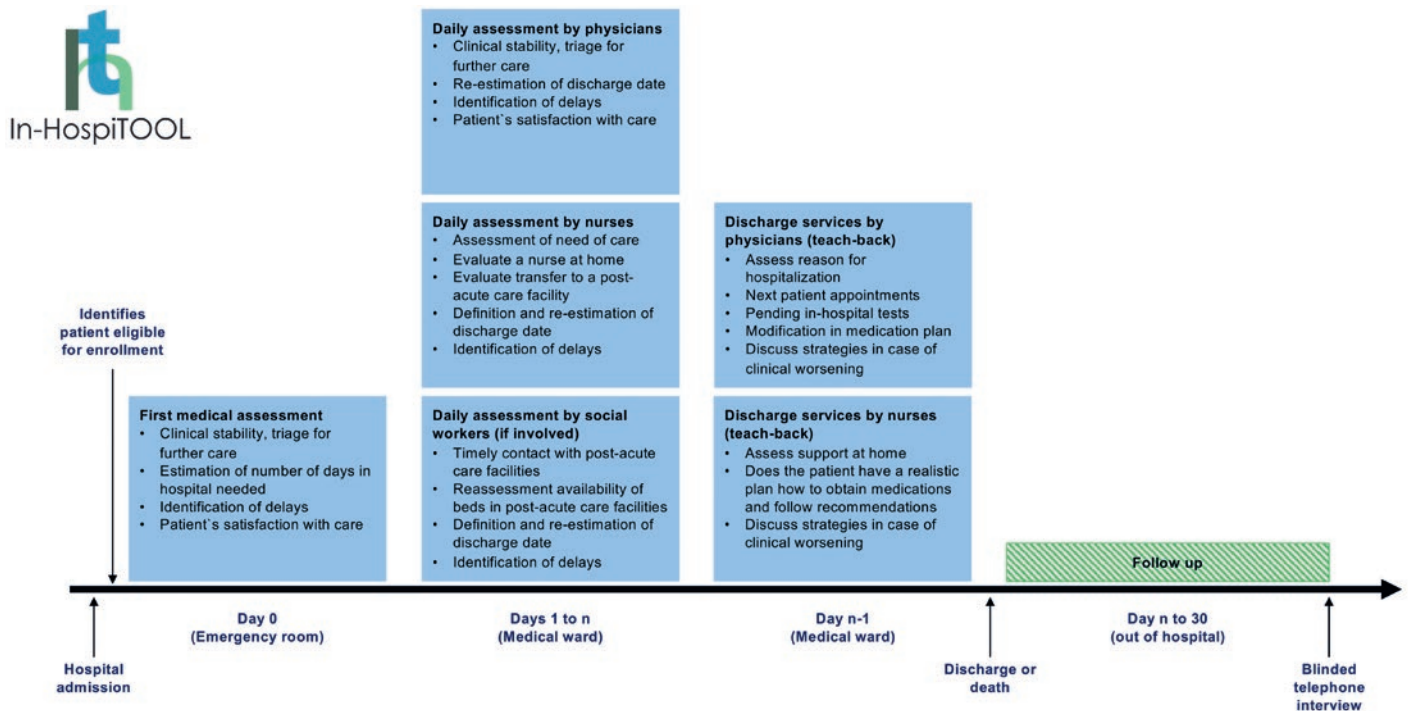 In-HospiTOOL
Daily assessment by physicians
• Clinical stability, triage for
further care
• Re-estimation of discharge date
• Identification of delays
• Patient`s satisfaction with care
Daily assessment by nurses
• Assessment of need of care
• Evaluate a nurse at home
• Evaluate transfer to a post-
acute care facility
• Definition and re-estimation of
discharge date
• Identification of delays
Discharge services by
physicians (teach-back)
• Assess reason for
hospitalization
• Next patient appointments
• Pending in-hospital tests
• Modification in medication plan
• Discuss strategies in case of
clinical worsening
Identifies
patient eligible
for enrollment
First medical assessment
• Clinical stability, triage for
further care
• Estimation of number of days in
hospital needed
• Identification of delays
• Patient`s satisfaction with care
Daily assessment by social
workers (if involved)
• Timely contact with post-acute
care facilities
• Reassessment availability of
beds in post-acute care facilities
• Definition and re-estimation of
discharge date
• Identification of delays
Discharge services by nurses
(teach-back)
• Assess support at home
• Does the patient have a realistic
plan how to obtain medications
and follow recommendations
• Discuss strategies in case of
clinical worsening
Follow up
Day 0
(Emergency room)
Days 1 to n
(Medical ward)
Day n-1
(Medical ward)
Day n to 30
(out of hospital)
Hospital
admission
Discharge or
death
Blinded
telephone
interview